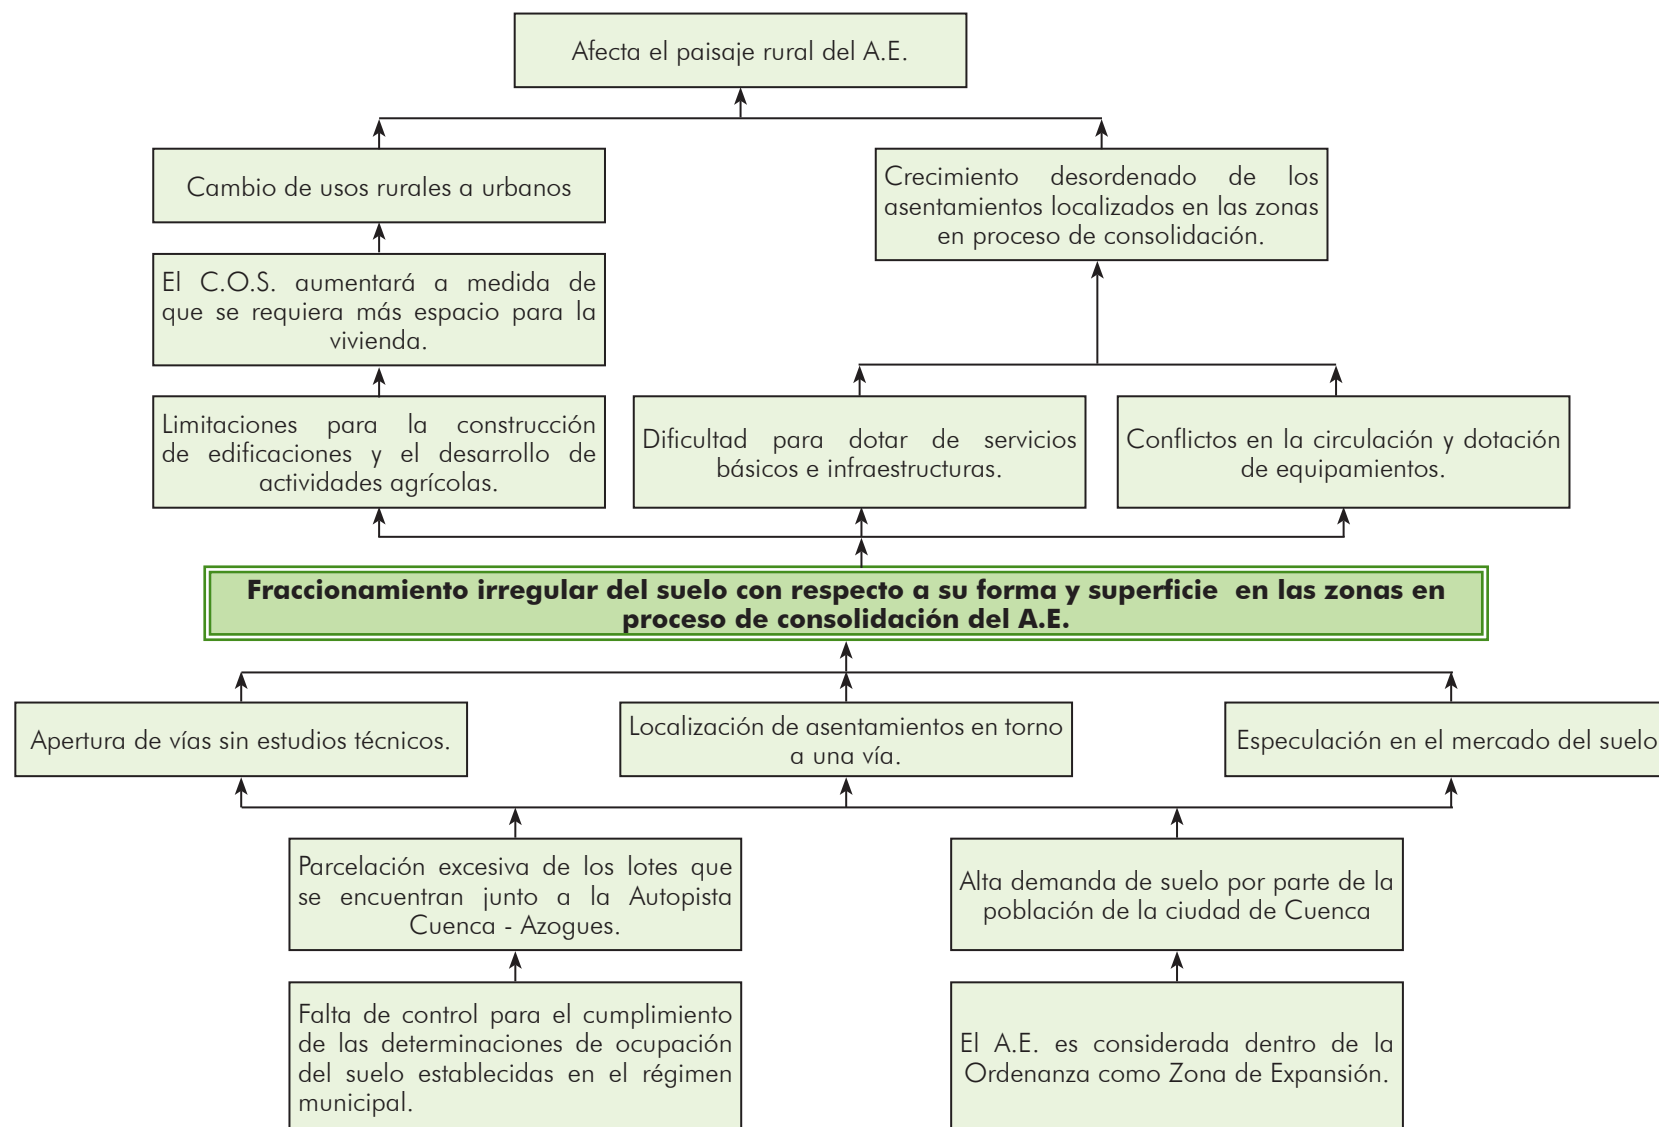 Afecta el paisaje rural del A.E.
Cambio de usos rurales a urbanos
Crecimiento desordenado de los
asentamientos localizados en las zonas
en proceso de consolidación.
El C.O.S. aumentará a medida de
que se requiera más espacio para la
vivienda.
Limitaciones para la construcción
de edificaciones y el desarrollo de
actividades agrícolas.
Dificultad para dotar de servicios
básicos e infraestructuras.
Conflictos en la circulación y dotación
de equipamientos.
Fraccionamiento irregular del suelo con respecto a su forma y superficie en las zonas en
proceso de consolidación del A.E.
Apertura de vías sin estudios técnicos.
Localización de asentamientos en torno
a una vía.
Especulación en el mercado del suelo
Parcelación excesiva de los lotes que
se encuentran junto a la Autopista
Cuenca - Azogues.
Alta demanda de suelo por parte de la
población de la ciudad de Cuenca
Falta de control para el cumplimiento
de las determinaciones de ocupación
del suelo establecidas en el régimen
municipal.
El A.E. es considerada dentro de la
Ordenanza como Zona de Expansión.